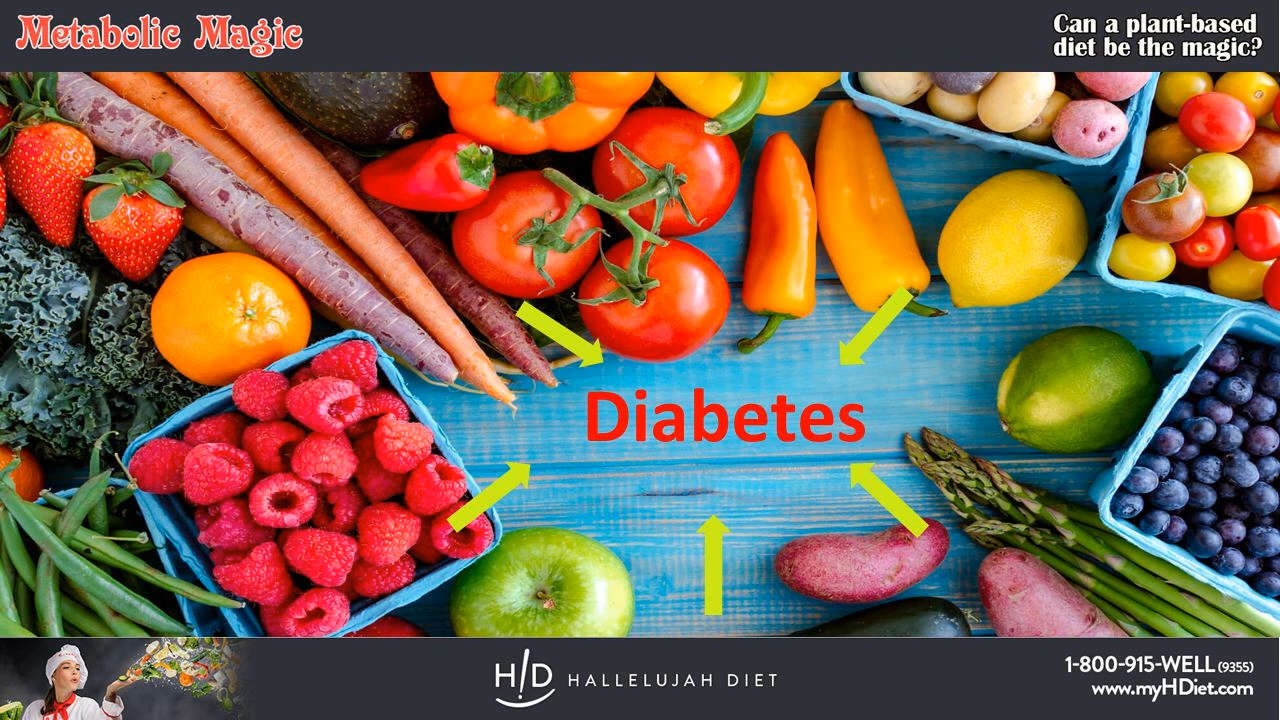 Metabolic Magic
Can a plant-based
diet be the magic?
Diabetes
H!D HALLELUJAH DIET
1-800-915-WELL (9355)
www.myHDiet.com